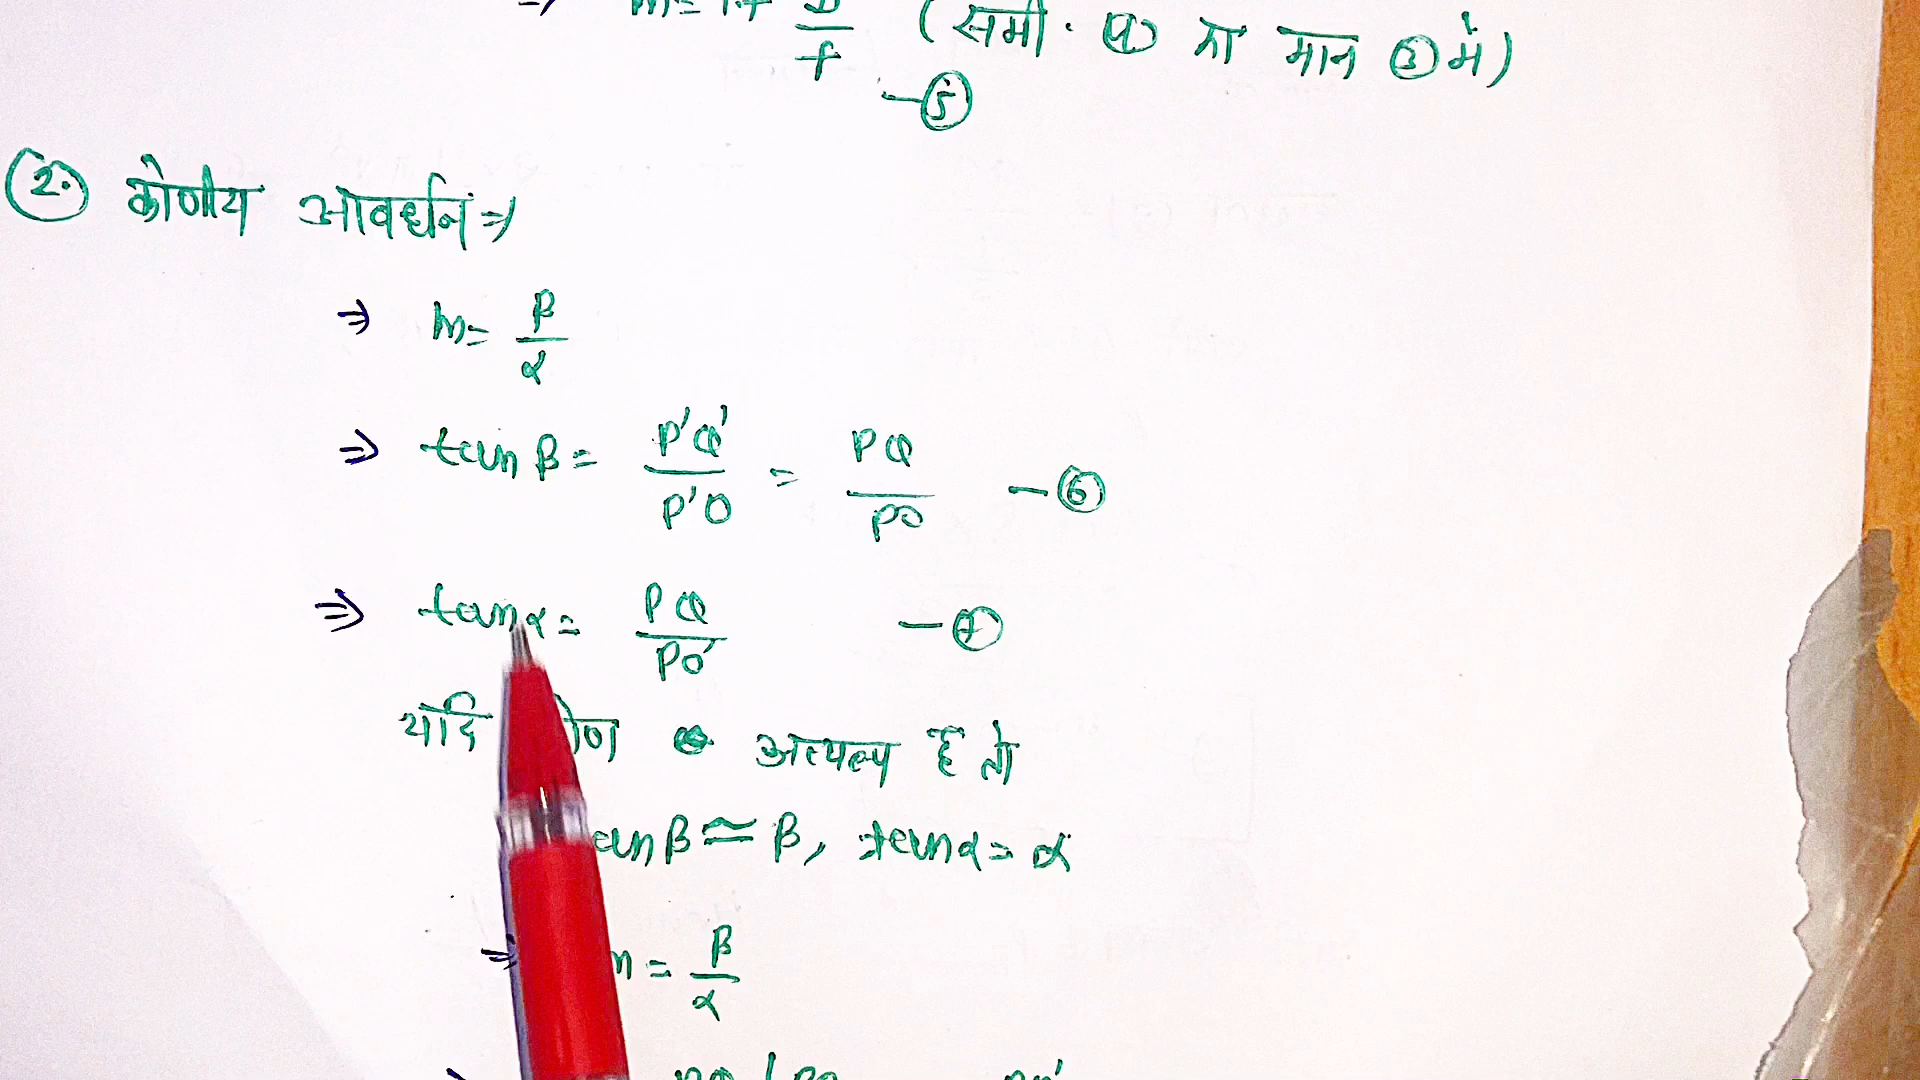 ⇒ m= 1+ D/f (समी. ④ का मान ③ में)
—⑤
②. कोणीय आवर्धन ⇒
⇒ m= β/α
⇒ tan β = P'Q'/P'O = PQ/PO —⑥
⇒ tan α = PQ/PO' —⑦
यदि अत्यल्प है तो
tan β ≃ β, tan α = α
⇒ m = β/α